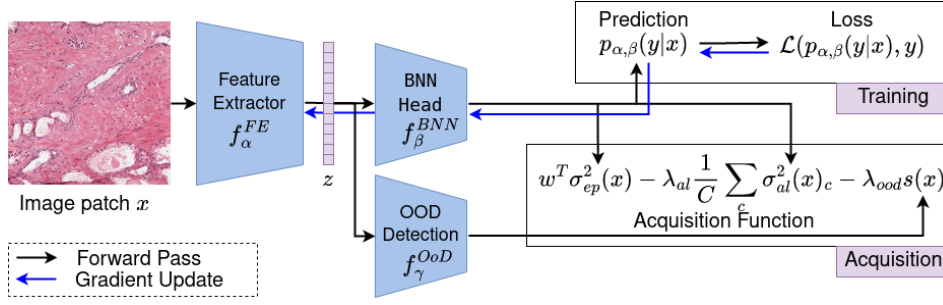 Image patch x
Feature
Extractor
f_α^{FE}
z
BNN
Head
f_β^{BNN}
OOD
Detection
f_γ^{OoD}
Prediction
p_{α,β}(y|x)
Loss
ℒ(p_{α,β}(y|x), y)
Training
w^T σ_{ep}^2(x) − λ_{al} \frac{1}{C} ∑_c σ_{al}^2(x)_c − λ_{ood} s(x)
Acquisition Function
Acquisition
Forward Pass
Gradient Update